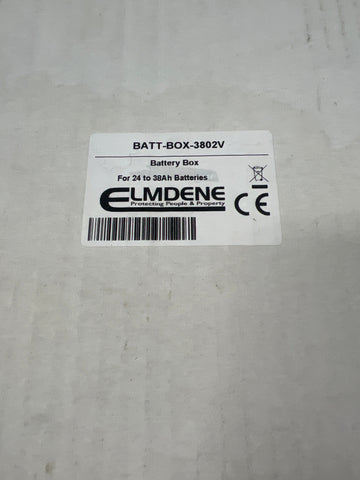 BATT-BOX-3802V
Battery Box
For 24 to 38Ah Batteries
ELMDENE
Protecting People & Property
CE